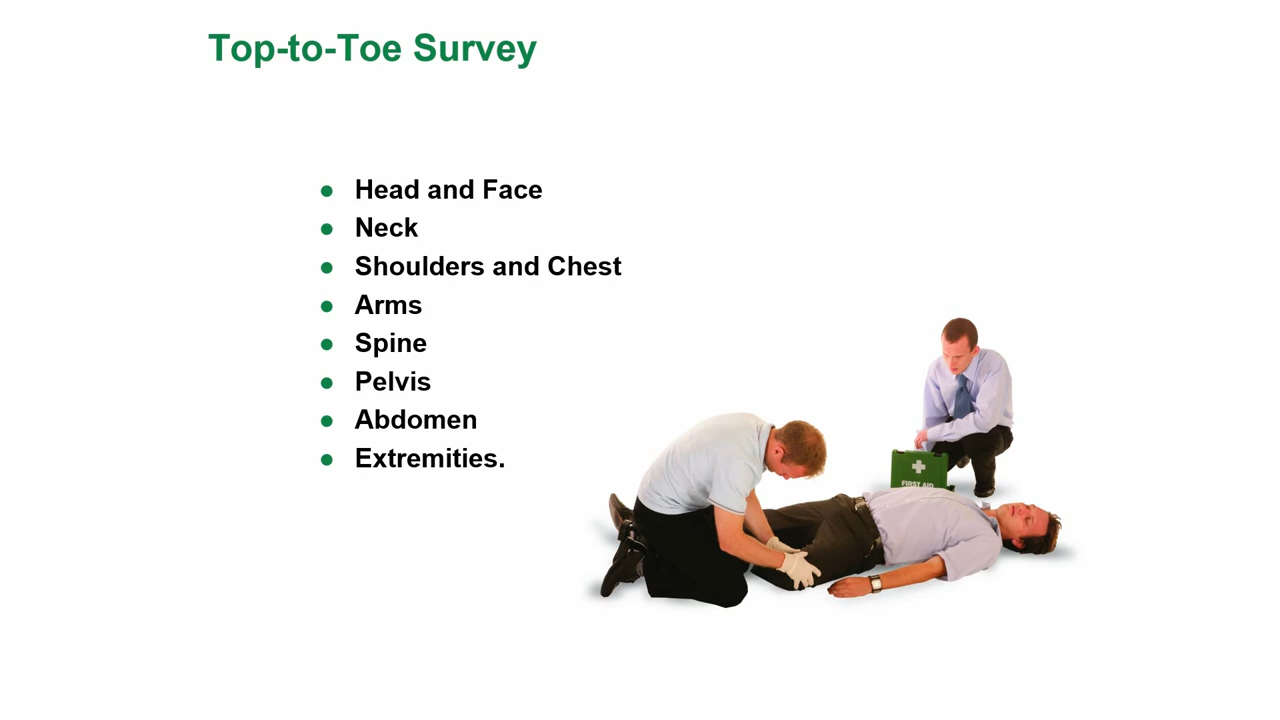 Top-to-Toe Survey
● Head and Face
● Neck
● Shoulders and Chest
● Arms
● Spine
● Pelvis
● Abdomen
● Extremities.
FIRST AID